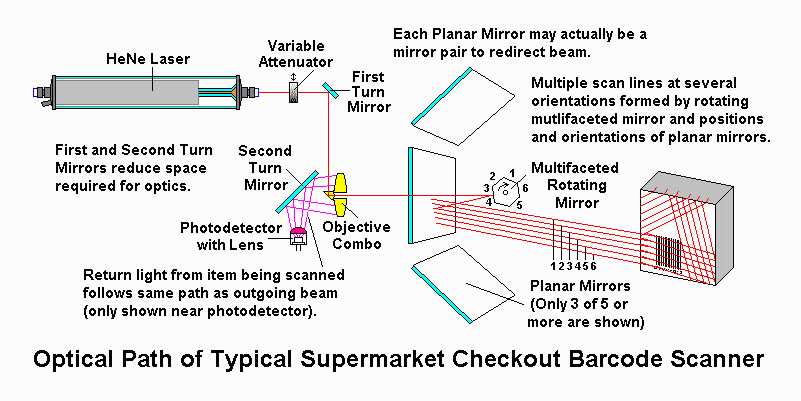 Each Planar Mirror may actually be a
mirror pair to redirect beam.
HeNe Laser
Variable
Attenuator
First
Turn
Mirror
Multiple scan lines at several
orientations formed by rotating
mutlifaceted mirror and positions
and orientations of planar mirrors.
First and Second Turn
Mirrors reduce space
required for optics.
Second
Turn
Mirror
Multifaceted
Rotating
Mirror
1
2
3
4
5
6
Photodetector
with Lens
Objective
Combo
Return light from item being scanned
follows same path as outgoing beam
(only shown near photodetector).
1 2 3 4 5 6
Planar Mirrors
(Only 3 of 5 or
more are shown)
Optical Path of Typical Supermarket Checkout Barcode Scanner